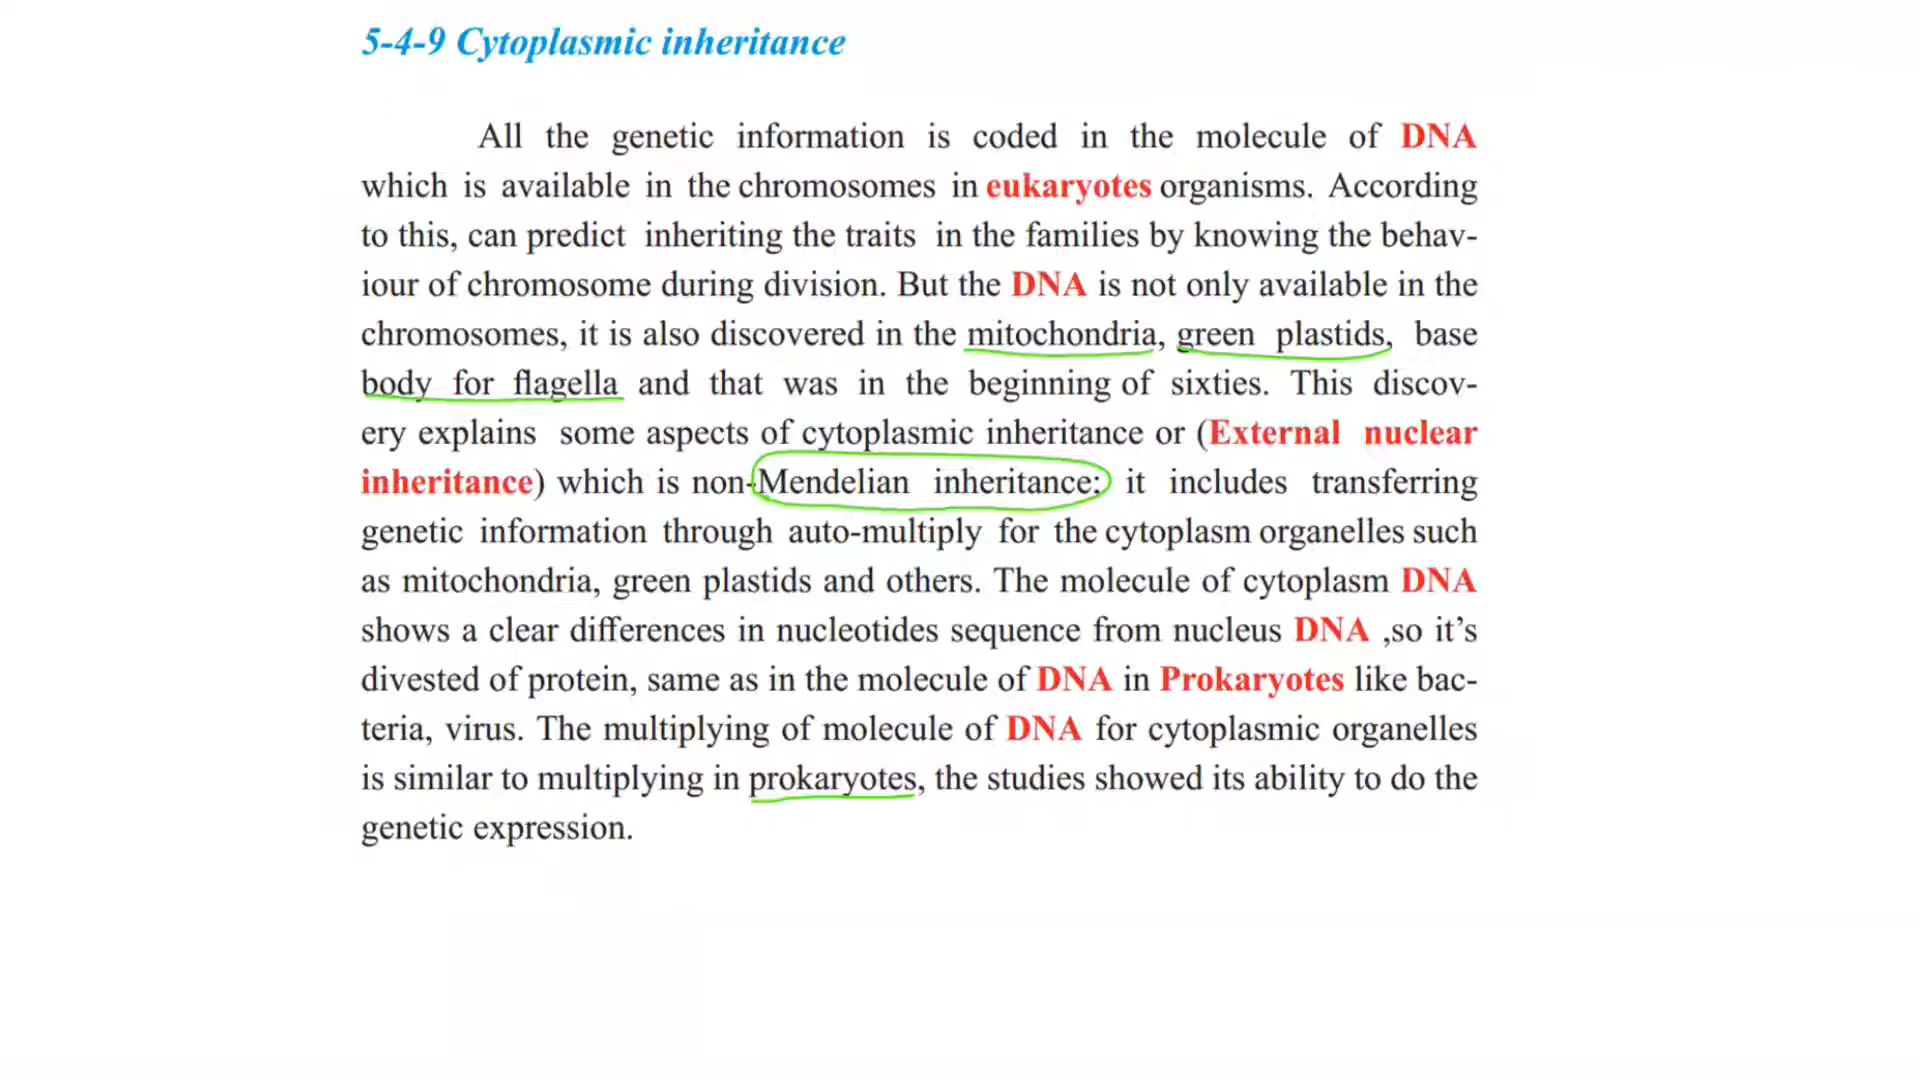 5-4-9 Cytoplasmic inheritance
All the genetic information is coded in the molecule of DNA
which is available in the chromosomes in eukaryotes organisms. According
to this, can predict inheriting the traits in the families by knowing the behav-
iour of chromosome during division. But the DNA is not only available in the
chromosomes, it is also discovered in the mitochondria, green plastids, base
body for flagella and that was in the beginning of sixties. This discov-
ery explains some aspects of cytoplasmic inheritance or (External nuclear
inheritance) which is non-Mendelian inheritance; it includes transferring
genetic information through auto-multiply for the cytoplasm organelles such
as mitochondria, green plastids and others. The molecule of cytoplasm DNA
shows a clear differences in nucleotides sequence from nucleus DNA ,so it’s
divested of protein, same as in the molecule of DNA in Prokaryotes like bac-
teria, virus. The multiplying of molecule of DNA for cytoplasmic organelles
is similar to multiplying in prokaryotes, the studies showed its ability to do the
genetic expression.